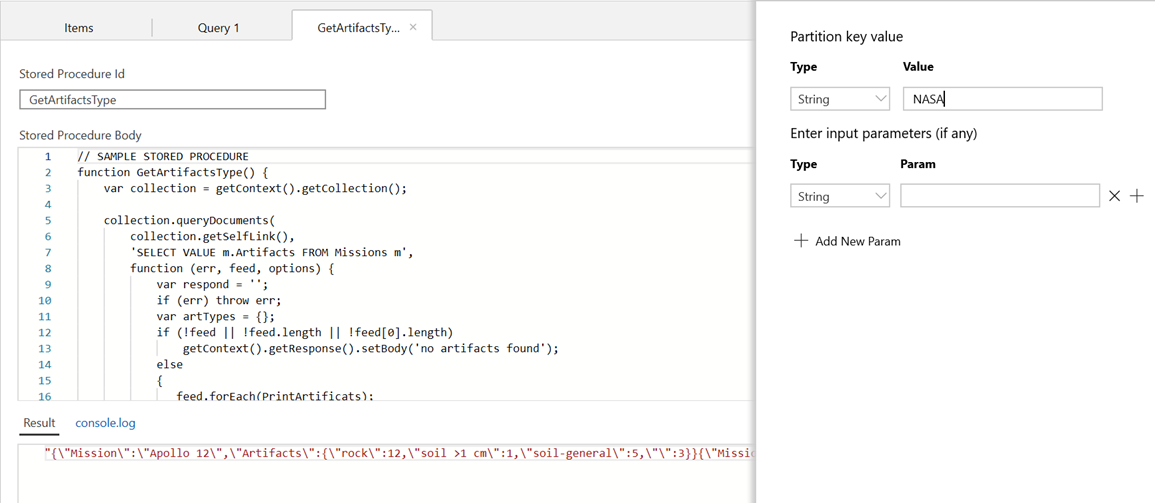 Items
Query 1
GetArtifactsTy...
Stored Procedure Id
GetArtifactsType
Stored Procedure Body
1 // SAMPLE STORED PROCEDURE
2 function GetArtifactsType() {
3 var collection = getContext().getCollection();
4
5 collection.queryDocuments(
6 collection.getSelfLink(),
7 'SELECT VALUE m.Artifacts FROM Missions m',
8 function (err, feed, options) {
9 var respond = '';
10 if (err) throw err;
11 var artTypes = {};
12 if (!feed || !feed.length || !feed[0].length)
13 getContext().getResponse().setBody('no artifacts found');
14 else
15 {
16 feed.forEach(PrintArtificats);
Result console.log
"{\"Mission\":\"Apollo 12\",\"Artifacts\":{\"rock\":12,\"soil >1 cm\":1,\"soil-general\":5,\"\":3}}{\"Missio
Partition key value
Type Value
String NASA
Enter input parameters (if any)
Type Param
String
Add New Param